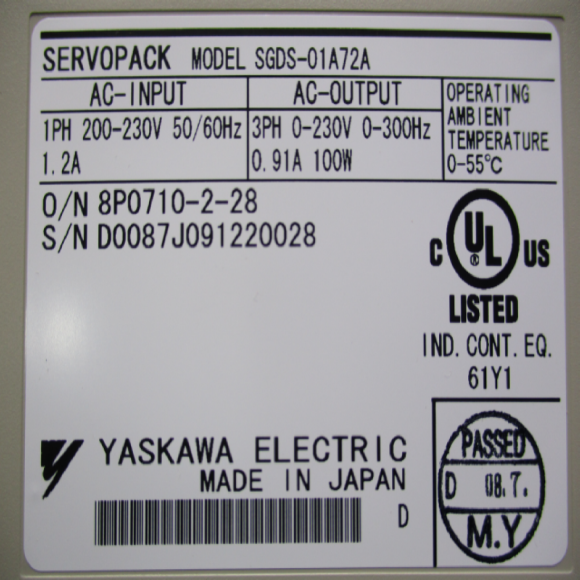 SERVOPACK MODEL SGDS-01A72A
AC-INPUT
1PH 200-230V 50/60Hz
1.2A
AC-OUTPUT
3PH 0-230V 0-300Hz
0.91A 100W
OPERATING
AMBIENT
TEMPERATURE
0-55℃
O/N 8P0710-2-28
S/N D0087J091220028
C UL US
LISTED
IND. CONT. EQ.
61Y1
YASKAWA ELECTRIC
MADE IN JAPAN
D
PASSED
D 08.7.
M.Y